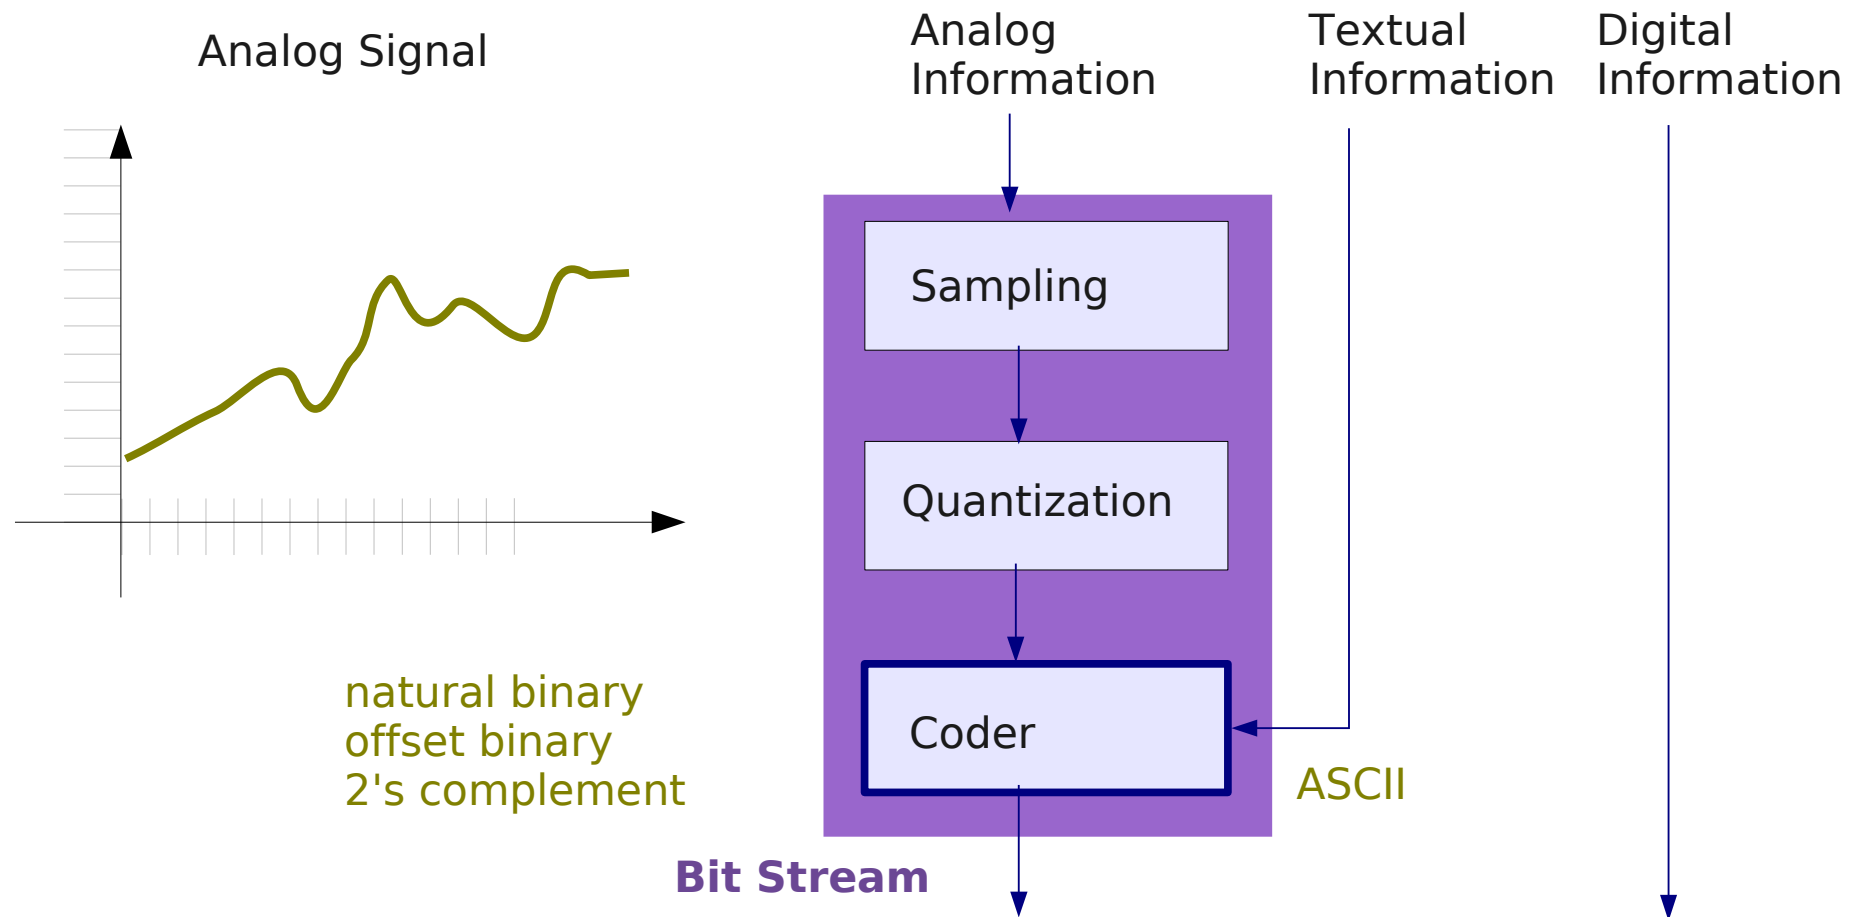 Analog Signal
Analog
Information
Textual
Information
Digital
Information
Sampling
Quantization
Coder
natural binary
offset binary
2's complement
ASCII
Bit Stream